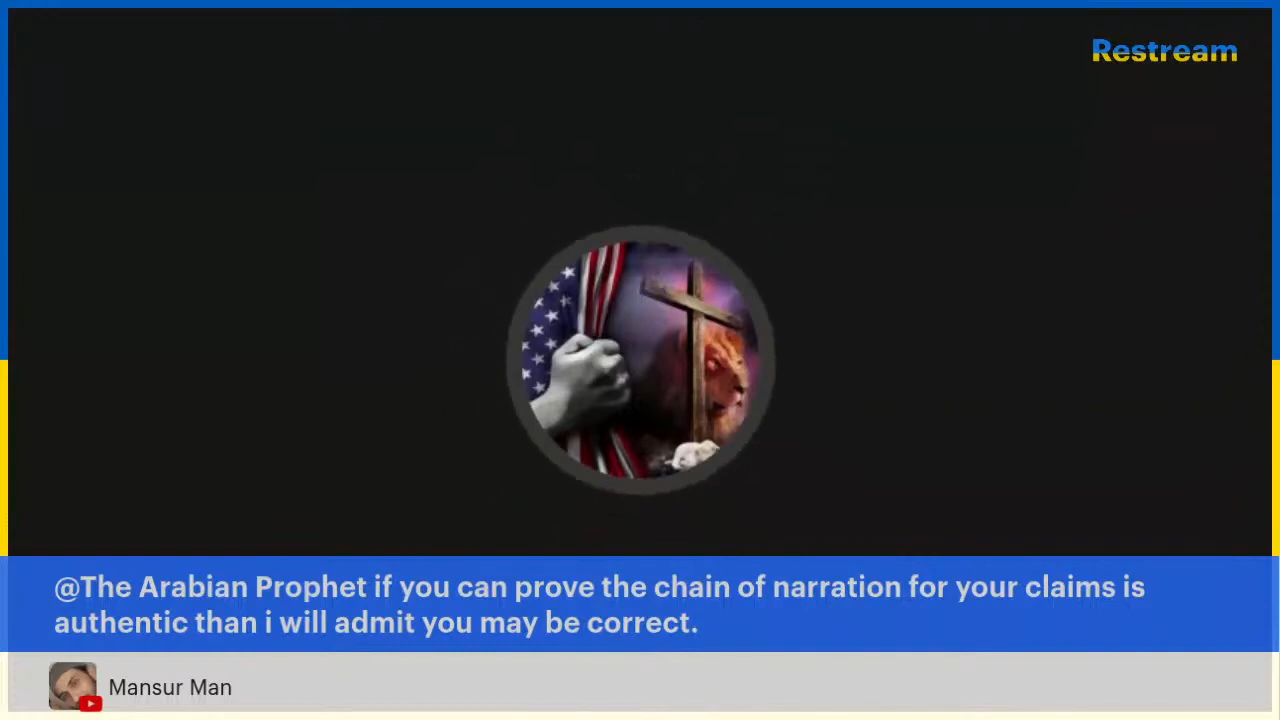 Restream
@The Arabian Prophet if you can prove the chain of narration for your claims is
authentic than i will admit you may be correct.
Mansur Man